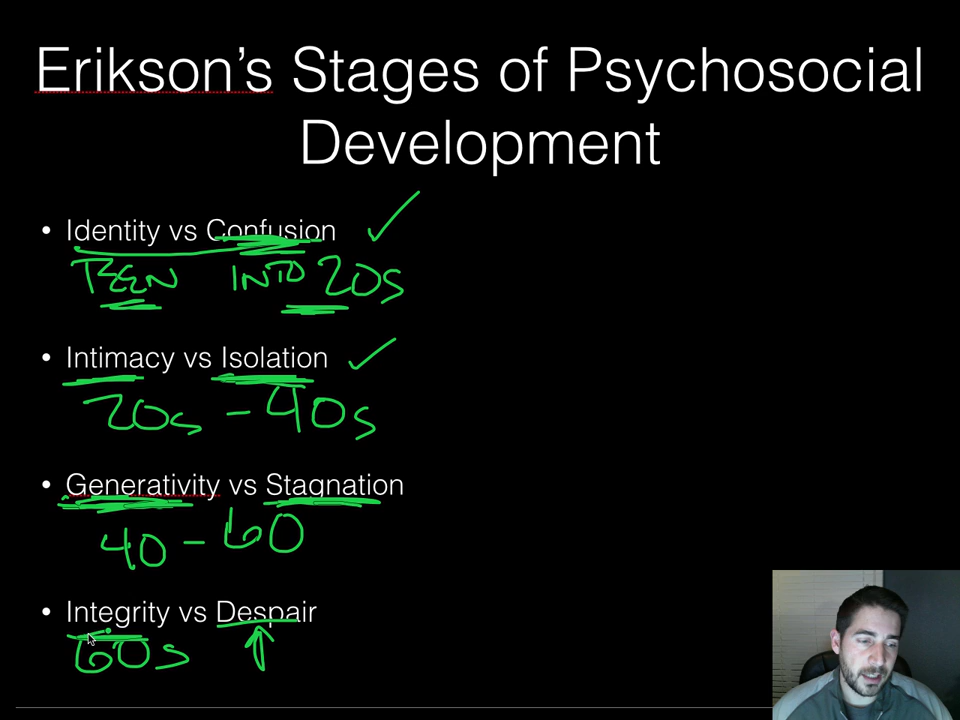 Erikson's Stages of Psychosocial
Development
• Identity vs Confusion
TEEN INTO 20s
• Intimacy vs Isolation
20s - 40s
• Generativity vs Stagnation
40 - 60
• Integrity vs Despair
60s ↑